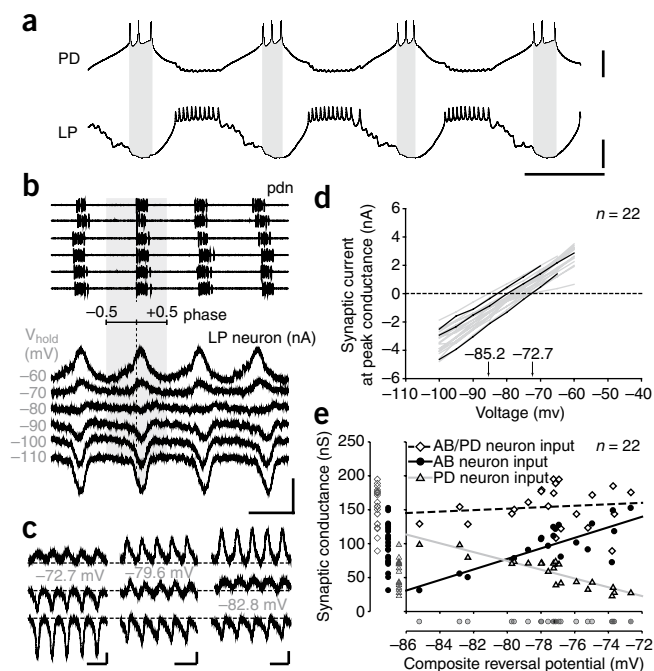 a
PD
LP
b
pdn
−0.5 +0.5 phase
V hold (mV)
LP neuron (nA)
−60
−70
−80
−90
−100
−110
c
−72.7 mV
−79.6 mV
−82.8 mV
d
n = 22
Synaptic current
at peak conductance (nA)
6
4
2
0
−2
−4
−6
−85.2 −72.7
−110 −100 −90 −80 −70 −60 −50 −40
Voltage (mv)
e
n = 22
AB/PD neuron input
AB neuron input
PD neuron input
Synaptic conductance (nS)
250
200
150
100
50
0
−86 −84 −82 −80 −78 −76 −74 −72
Composite reversal potential (mV)